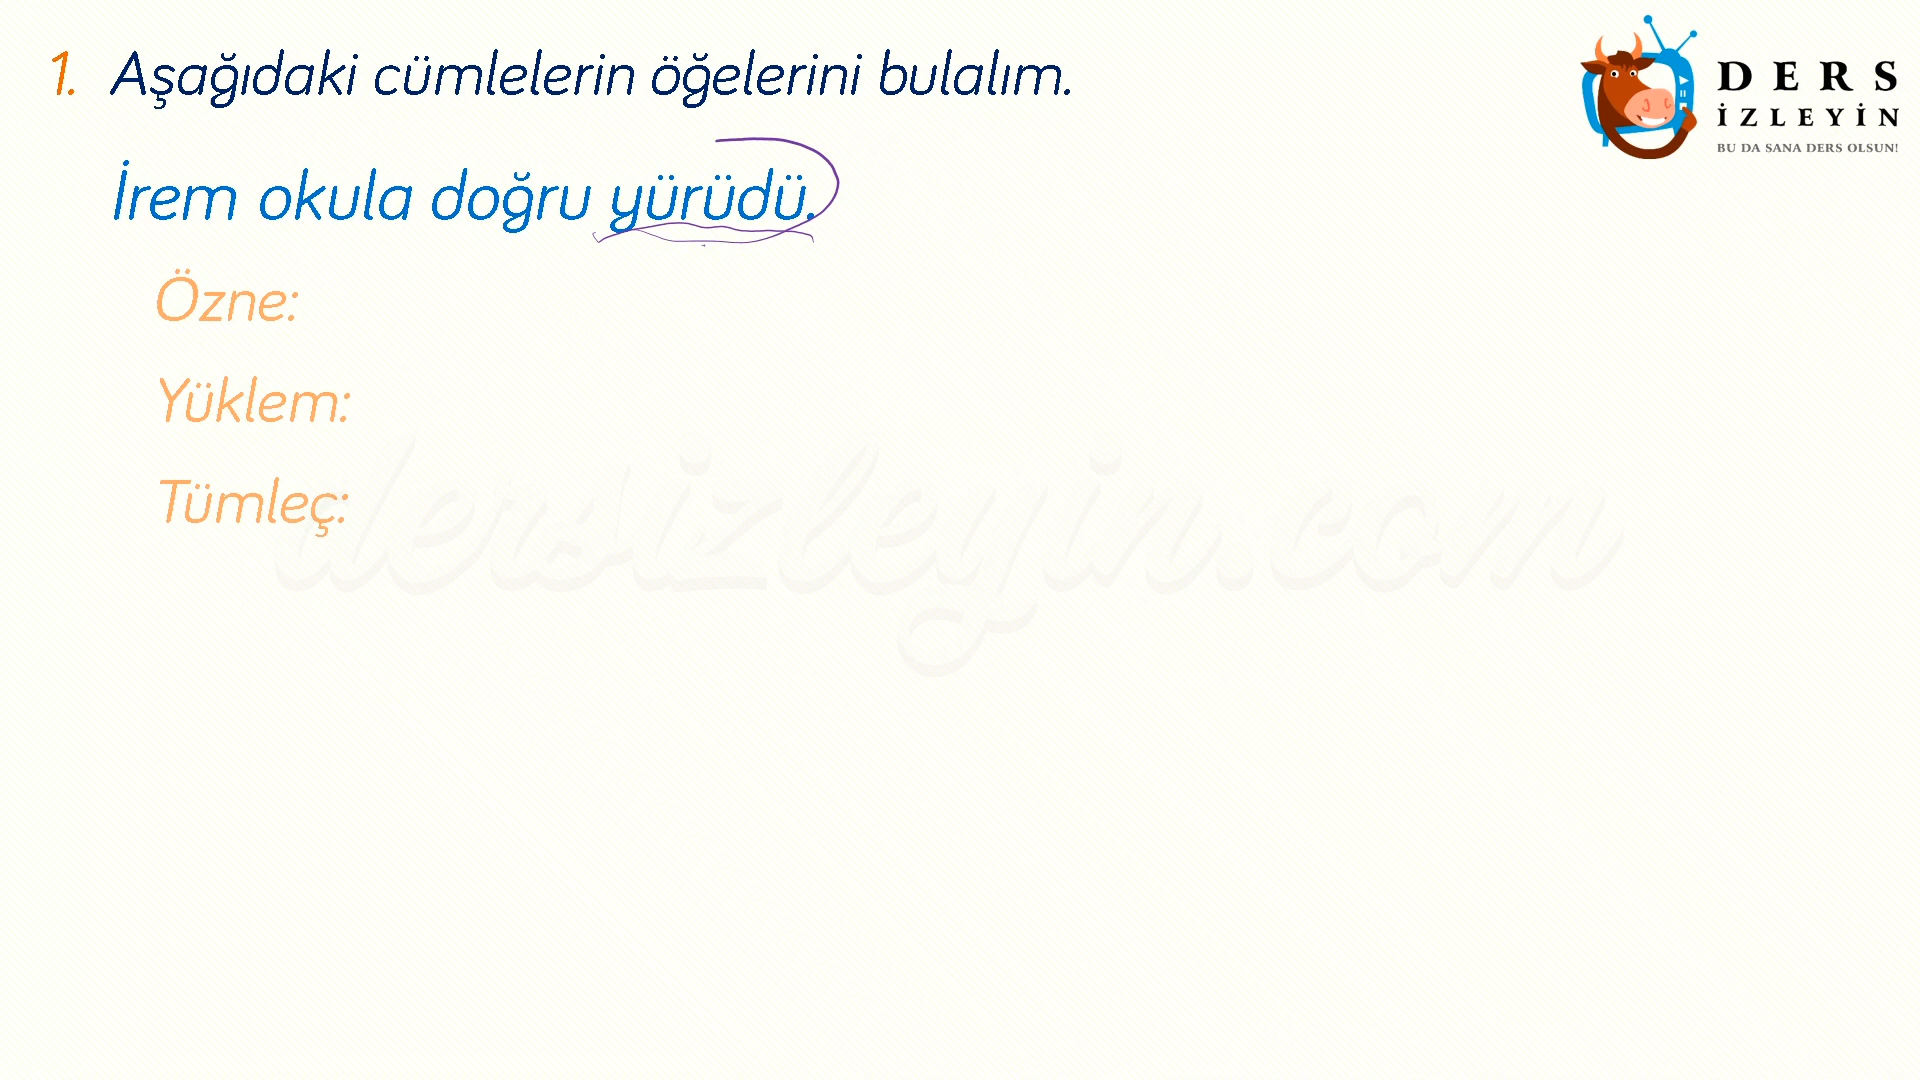 1. Aşağıdaki cümlelerin öğelerini bulalım.
İrem okula doğru yürüdü.
Özne:
Yüklem:
Tümleç:
DERS
İZLEYİN
BU DA SANA DERS OLSUN!
dersizleyin.com